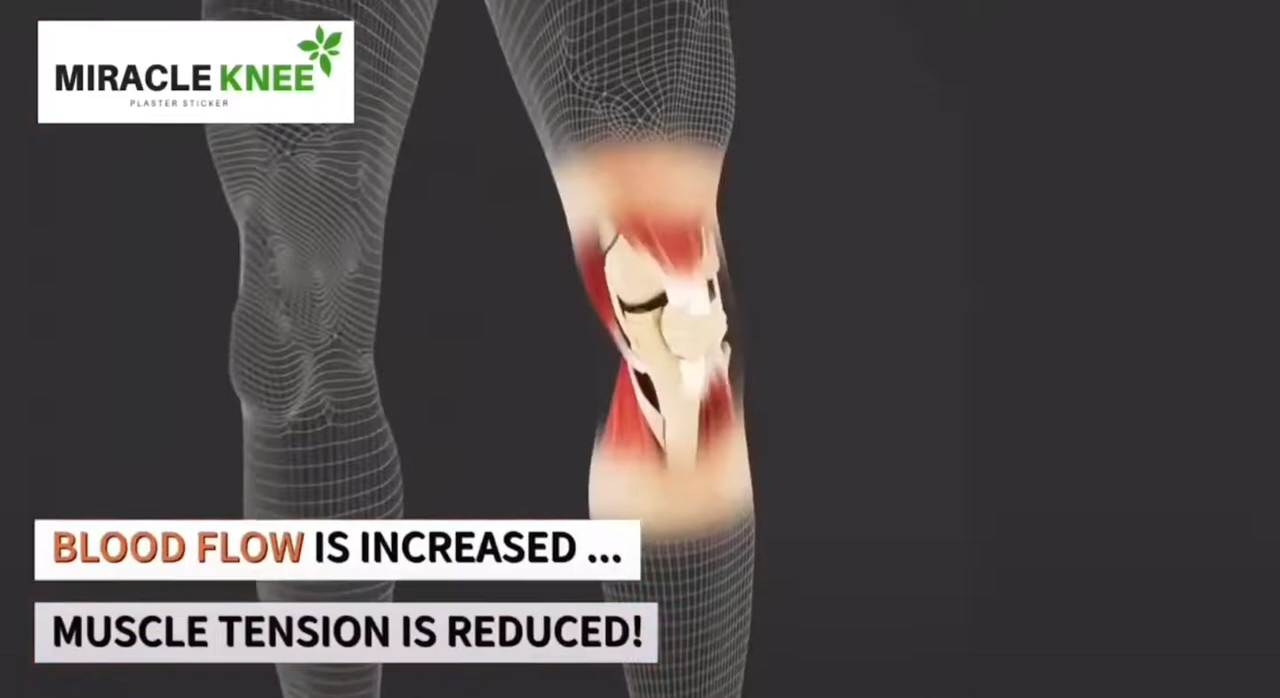 MIRACLE KNEE
PLASTER STICKER
BLOOD FLOW IS INCREASED ...
MUSCLE TENSION IS REDUCED!